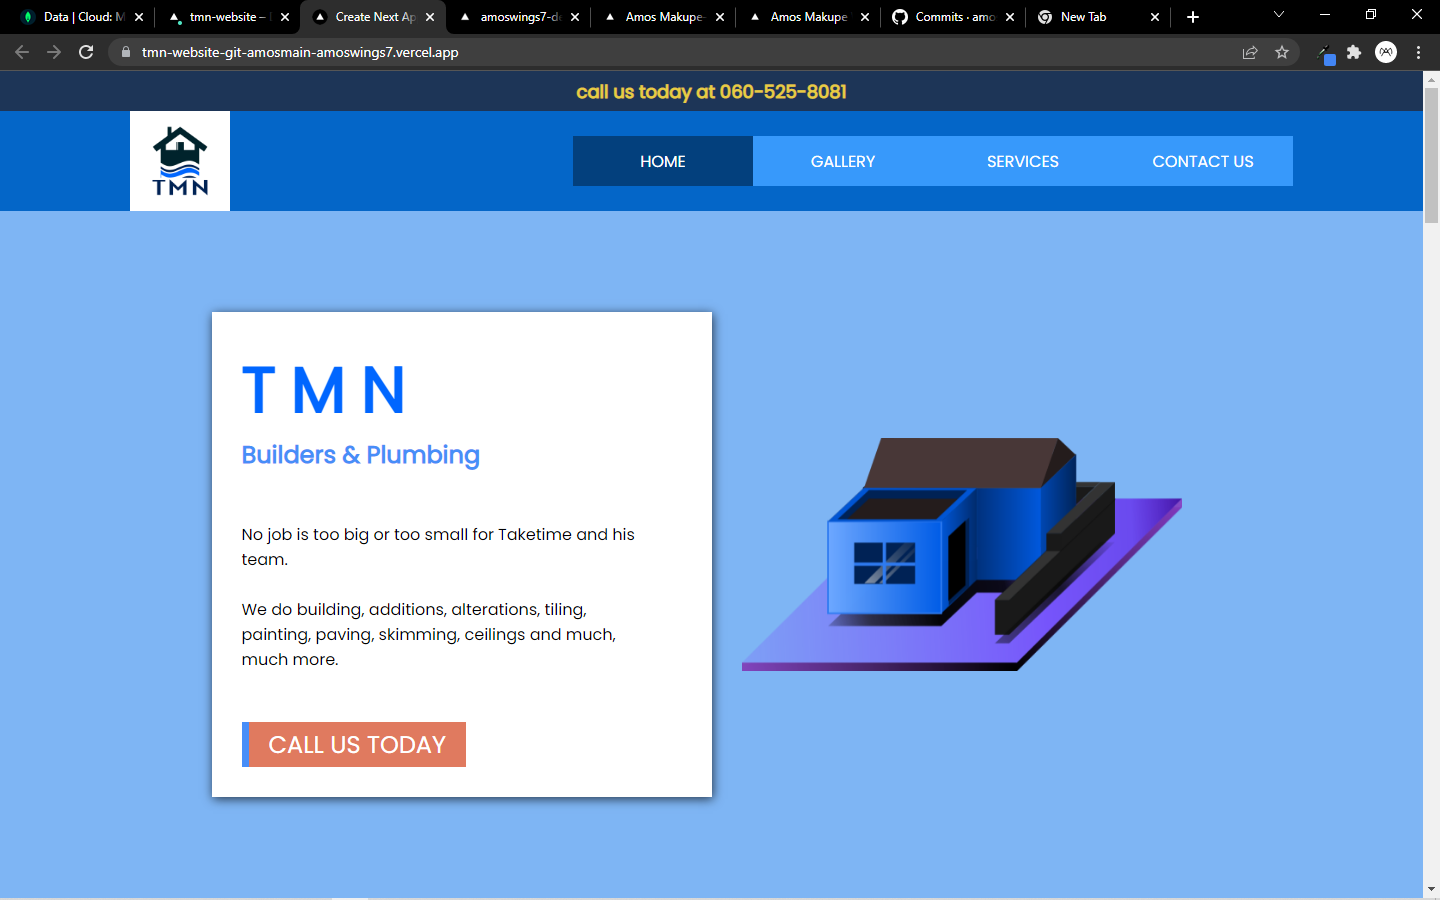 Data | Cloud: M
tmn-website –
Create Next Ap
amoswings7-de
Amos Makupe-
Amos Makupe
Commits · amo
New Tab
tmn-website-git-amosmain-amoswings7.vercel.app
call us today at 060-525-8081
TMN
HOME
GALLERY
SERVICES
CONTACT US
T M N
Builders & Plumbing
No job is too big or too small for Taketime and his
team.
We do building, additions, alterations, tiling,
painting, paving, skimming, ceilings and much,
much more.
CALL US TODAY